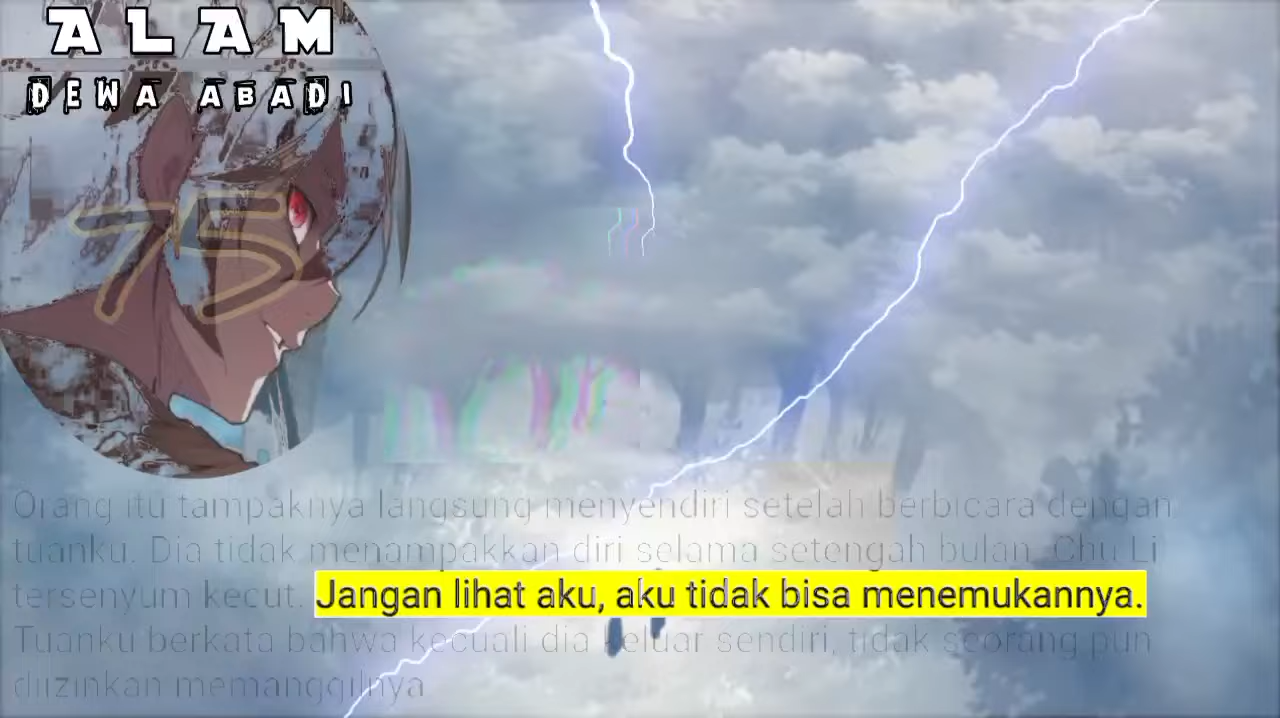 ALAM
DEWA ABADI
75
Orang itu tampaknya langsung menyendiri setelah berbicara dengan
tuanku. Dia tidak menampakkan diri selama setengah bulan. Chu Li
tersenyum kecut. Jangan lihat aku, aku tidak bisa menemukannya.
Tuanku berkata bahwa kecuali dia keluar sendiri, tidak seorang pun
diizinkan memanggilnya